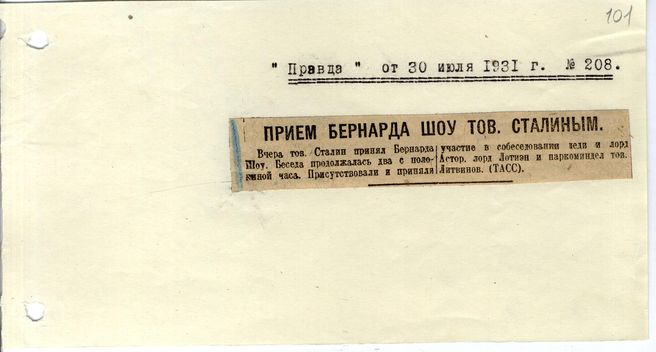 101
" Правда " от 30 июля 1931 г. № 208.
ПРИЕМ БЕРНАРДА ШОУ ТОВ. СТАЛИНЫМ.
Вчера тов. Сталин принял Бернарда
Шоу. Беседа продолжалась два с поло-
виной часа. Присутствовали и приняли
участие в собеседовании леди и лорд
Астор, лорд Лотиэн и наркоминдел тов.
Литвинов. (ТАСС).